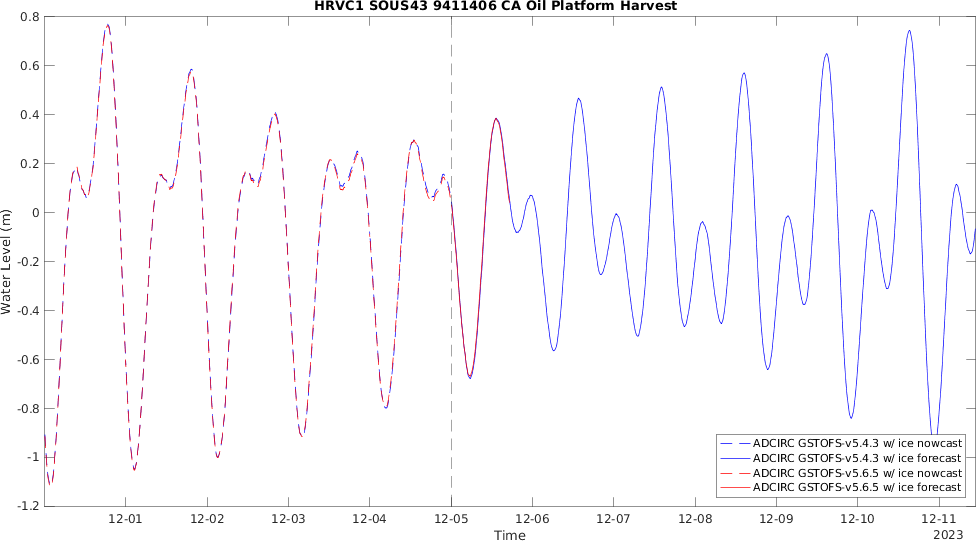 HRVC1 SOUS43 9411406 CA Oil Platform Harvest
0.8
0.6
0.4
0.2
0
-0.2
-0.4
-0.6
-0.8
-1
-1.2
Water Level (m)
ADCIRC GSTOFS-v5.4.3 w/ ice nowcast
ADCIRC GSTOFS-v5.4.3 w/ ice forecast
ADCIRC GSTOFS-v5.6.5 w/ ice nowcast
ADCIRC GSTOFS-v5.6.5 w/ ice forecast
12-01 12-02 12-03 12-04 12-05 12-06 12-07 12-08 12-09 12-10 12-11
Time
2023